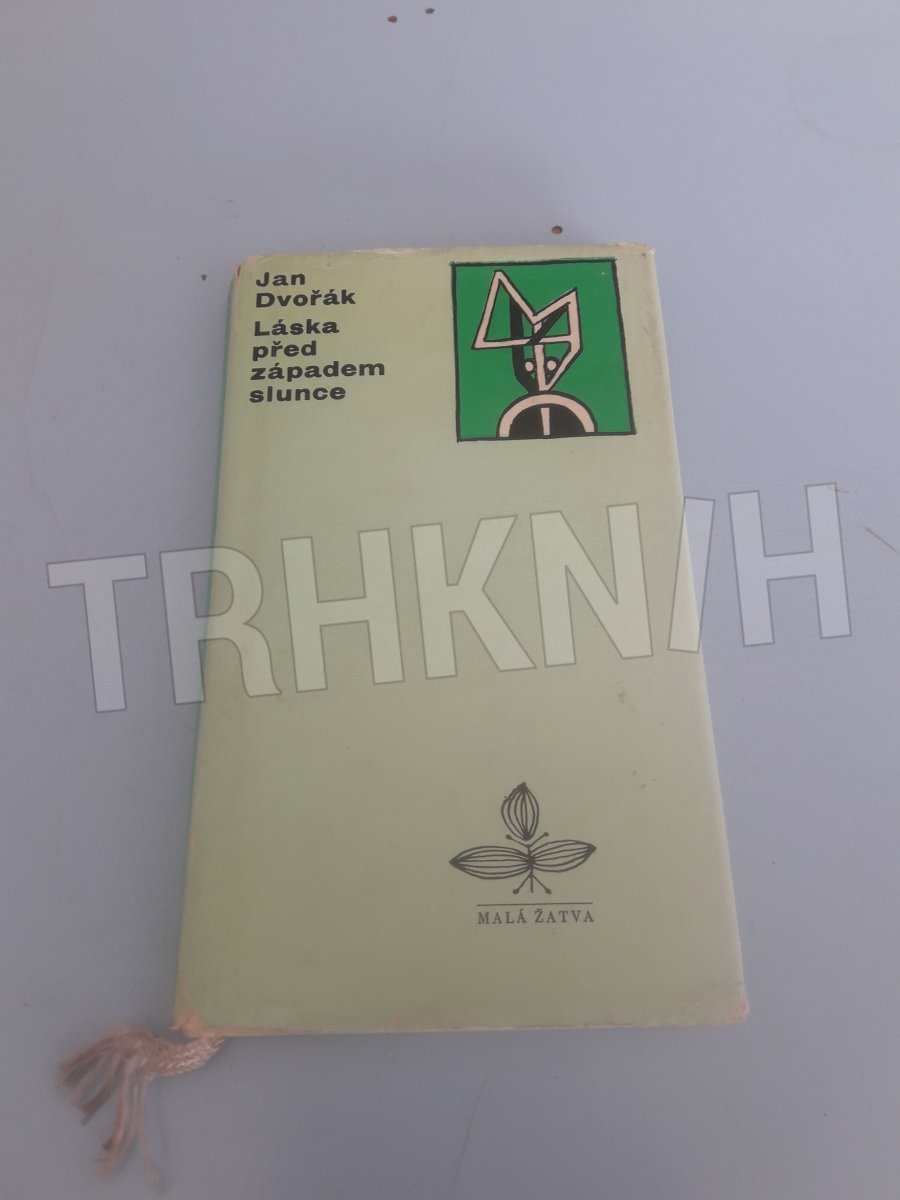 Jan
Dvořák
Láska
před
západem
slunce
TRHKNIH
MALÁ ŽATVA